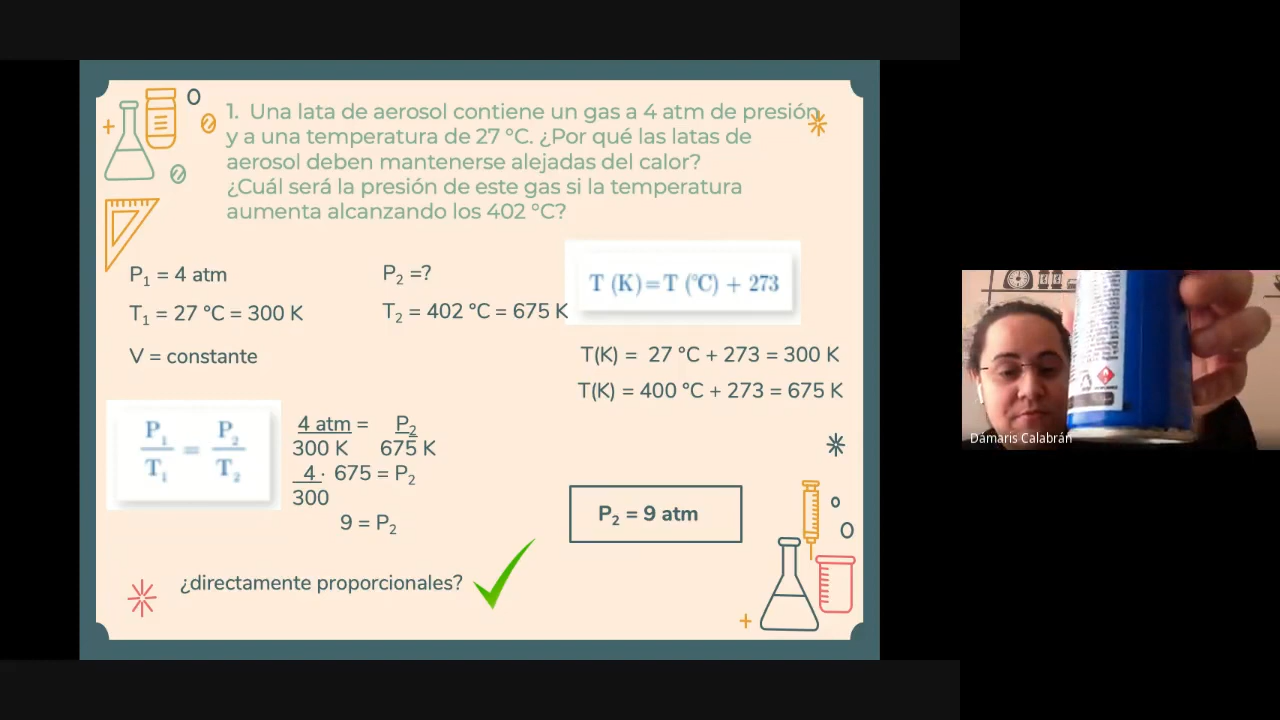 1. Una lata de aerosol contiene un gas a 4 atm de presión
y a una temperatura de 27 °C. ¿Por qué las latas de
aerosol deben mantenerse alejadas del calor?
¿Cuál será la presión de este gas si la temperatura
aumenta alcanzando los 402 °C?
P₁ = 4 atm
T₁ = 27 °C = 300 K
V = constante
P₂ =?
T₂ = 402 °C = 675 K
T (K)=T (°C) + 273
T(K) = 27 °C + 273 = 300 K
T(K) = 400 °C + 273 = 675 K
P₁ = P₂
T₁ T₂
4 atm = P₂
300 K 675 K
4 · 675 = P₂
300
9 = P₂
P₂ = 9 atm
¿directamente proporcionales?
Dámaris Calabrán